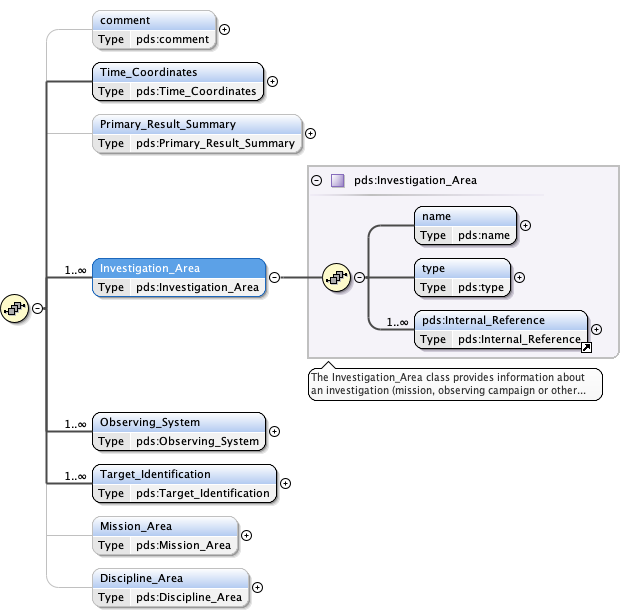 comment
Type pds:comment
Time_Coordinates
Type pds:Time_Coordinates
Primary_Result_Summary
Type pds:Primary_Result_Summary
pds:Investigation_Area
name
Type pds:name
1..∞ Investigation_Area
Type pds:Investigation_Area
type
Type pds:type
1..∞ pds:Internal_Reference
Type pds:Internal_Reference
The Investigation_Area class provides information about
an investigation (mission, observing campaign or other...
1..∞ Observing_System
Type pds:Observing_System
1..∞ Target_Identification
Type pds:Target_Identification
Mission_Area
Type pds:Mission_Area
Discipline_Area
Type pds:Discipline_Area